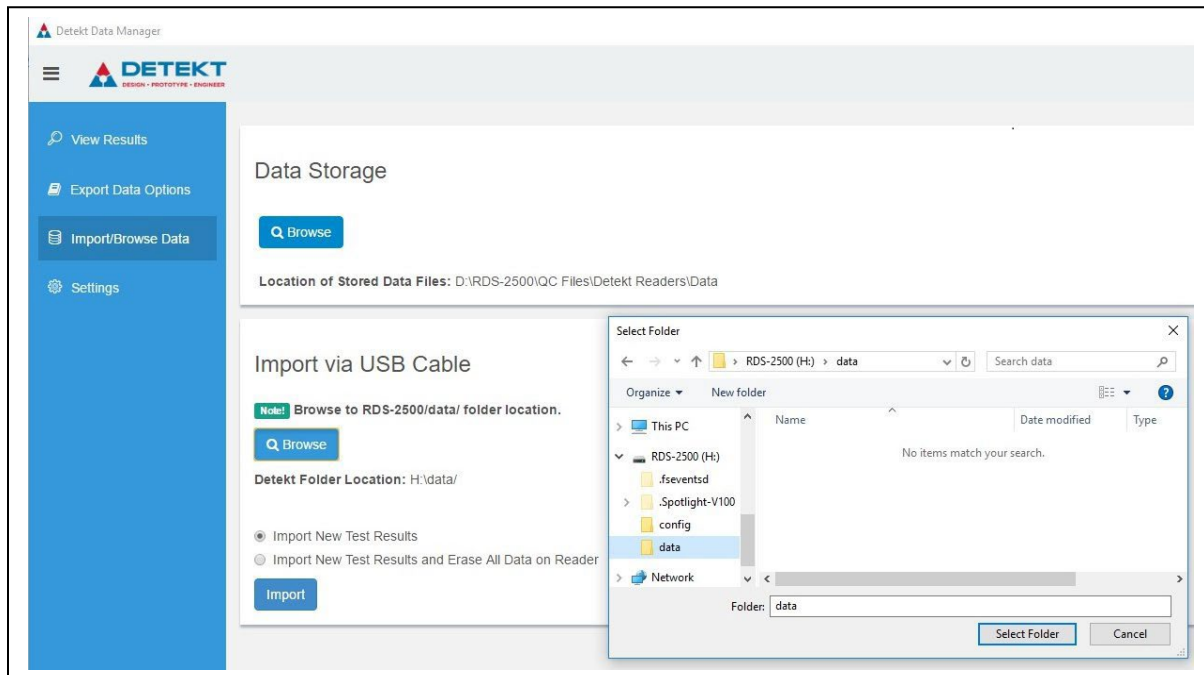 Detekt Data Manager
DETEKT
DESIGN - PROTOTYPE - ENGINEER
View Results
Export Data Options
Import/Browse Data
Settings
Data Storage
Browse
Location of Stored Data Files: D:\RDS-2500\QC Files\Detekt Readers\Data
Import via USB Cable
Note! Browse to RDS-2500/data/ folder location.
Browse
Detekt Folder Location: H:\data/
Import New Test Results
Import New Test Results and Erase All Data on Reader
Import
Select Folder
RDS-2500 (H:) > data
Search data
Organize
New folder
This PC
RDS-2500 (H:)
.fseventsd
.Spotlight-V100
config
data
Network
Name
Date modified
Type
No items match your search.
Folder: data
Select Folder
Cancel